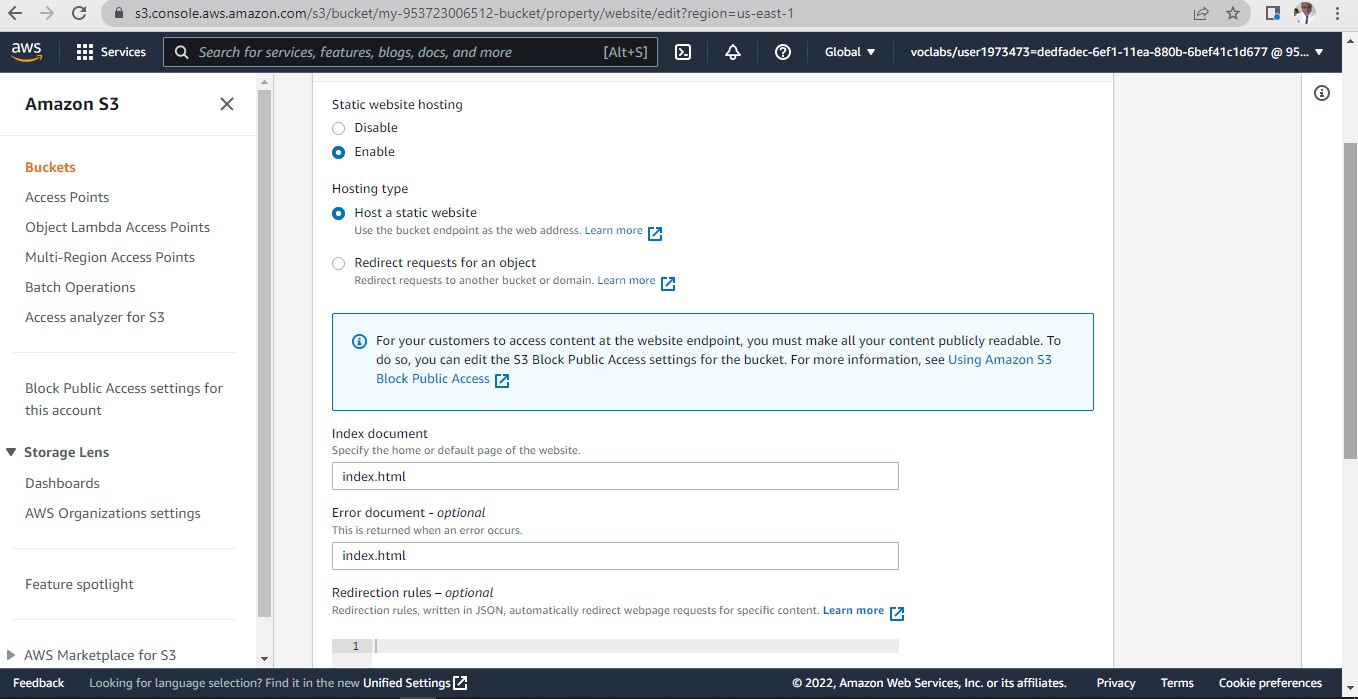 s3.console.aws.amazon.com/s3/bucket/my-953723006512-bucket/property/website/edit?region=us-east-1
aws
Services
Search for services, features, blogs, docs, and more
[Alt+S]
Global
voclabs/user1973473=dedfadec-6ef1-11ea-880b-6bef41c1d677 @ 95...
Amazon S3
Buckets
Access Points
Object Lambda Access Points
Multi-Region Access Points
Batch Operations
Access analyzer for S3
Block Public Access settings for
this account
Storage Lens
Dashboards
AWS Organizations settings
Feature spotlight
AWS Marketplace for S3
Static website hosting
Disable
Enable
Hosting type
Host a static website
Use the bucket endpoint as the web address. Learn more
Redirect requests for an object
Redirect requests to another bucket or domain. Learn more
For your customers to access content at the website endpoint, you must make all your content publicly readable. To
do so, you can edit the S3 Block Public Access settings for the bucket. For more information, see Using Amazon S3
Block Public Access
Index document
Specify the home or default page of the website.
index.html
Error document - optional
This is returned when an error occurs.
index.html
Redirection rules – optional
Redirection rules, written in JSON, automatically redirect webpage requests for specific content. Learn more
1
Feedback
Looking for language selection? Find it in the new Unified Settings
© 2022, Amazon Web Services, Inc. or its affiliates.
Privacy
Terms
Cookie preferences